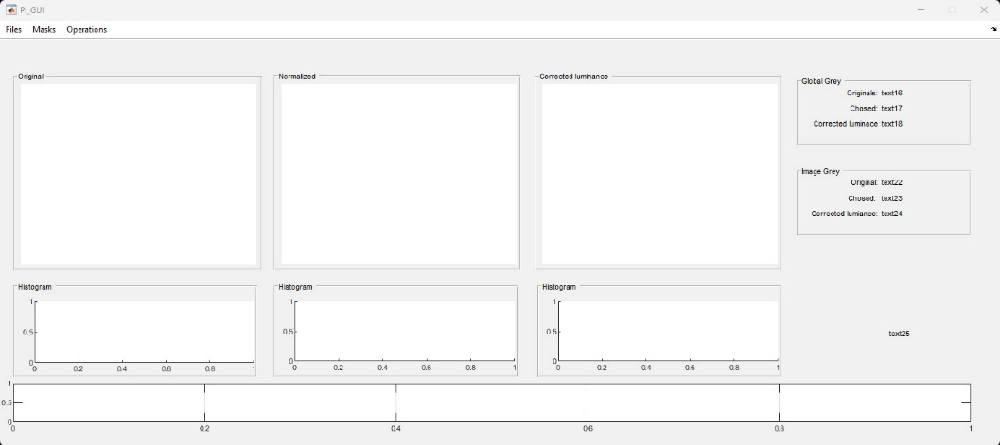 PI_GUI
Files Masks Operations
Original
Normalized
Corrected luminance
Global Grey
Originals: text16
Chosed: text17
Corrected luminace text18
Image Grey
Original: text22
Chosed: text23
Corrected lumiance: text24
Histogram
1
0.5
0
0 0.2 0.4 0.6 0.8 1
Histogram
1
0.5
0
0 0.2 0.4 0.6 0.8 1
Histogram
1
0.5
0
0 0.2 0.4 0.6 0.8 1
text25
1
0.5
0
0 0.2 0.4 0.6 0.8 1